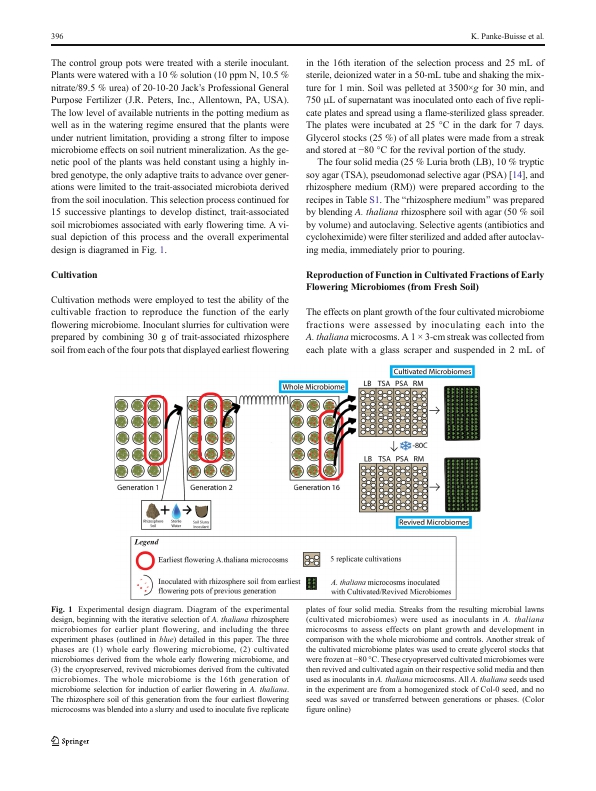 396
K. Panke-Buisse et al.
The control group pots were treated with a sterile inoculant.
Plants were watered with a 10 % solution (10 ppm N, 10.5 %
nitrate/89.5 % urea) of 20-10-20 Jack's Professional General
Purpose Fertilizer (J.R. Peters, Inc., Allentown, PA, USA).
The low level of available nutrients in the potting medium as
well as in the watering regime ensured that the plants were
under nutrient limitation, providing a strong filter to impose
microbiome effects on soil nutrient mineralization. As the ge-
netic pool of the plants was held constant using a highly in-
bred genotype, the only adaptive traits to advance over gener-
ations were limited to the trait-associated microbiota derived
from the soil inoculation. This selection process continued for
15 successive plantings to develop distinct, trait-associated
soil microbiomes associated with early flowering time. A vi-
sual depiction of this process and the overall experimental
design is diagramed in Fig. 1.
Cultivation
Cultivation methods were employed to test the ability of the
cultivable fraction to reproduce the function of the early
flowering microbiome. Inoculant slurries for cultivation were
prepared by combining 30 g of trait-associated rhizosphere
soil from each of the four pots that displayed earliest flowering
in the 16th iteration of the selection process and 25 mL of
sterile, deionized water in a 50-mL tube and shaking the mix-
ture for 1 min. Soil was pelleted at 3500×g for 30 min, and
750 μL of supernatant was inoculated onto each of five repli-
cate plates and spread using a flame-sterilized glass spreader.
The plates were incubated at 25 °C in the dark for 7 days.
Glycerol stocks (25 %) of all plates were made from a streak
and stored at −80 °C for the revival portion of the study.
The four solid media (25 % Luria broth (LB), 10 % tryptic
soy agar (TSA), pseudomonad selective agar (PSA) [14], and
rhizosphere medium (RM)) were prepared according to the
recipes in Table S1. The “rhizosphere medium” was prepared
by blending A. thaliana rhizosphere soil with agar (50 % soil
by volume) and autoclaving. Selective agents (antibiotics and
cycloheximide) were filter sterilized and added after autoclav-
ing media, immediately prior to pouring.
Reproduction of Function in Cultivated Fractions of Early
Flowering Microbiomes (from Fresh Soil)
The effects on plant growth of the four cultivated microbiome
fractions were assessed by inoculating each into the
A. thaliana microcosms. A 1 × 3-cm streak was collected from
each plate with a glass scraper and suspended in 2 mL of
Cultivated Microbiomes
Whole Microbiome
LB TSA PSA RM
-80C
LB TSA PSA RM
Generation 1
Generation 2
Generation 16
Rhizosphere Soil
Sterile Water
Soil Slurry Inoculant
Revived Microbiomes
Legend
Earliest flowering A.thaliana microcosms
5 replicate cultivations
Inoculated with rhizosphere soil from earliest
flowering pots of previous generation
A. thaliana microcosms inoculated
with Cultivated/Revived Microbiomes
Fig. 1 Experimental design diagram. Diagram of the experimental
design, beginning with the iterative selection of A. thaliana rhizosphere
microbiomes for earlier plant flowering, and including the three
experiment phases (outlined in blue) detailed in this paper. The three
phases are (1) whole early flowering microbiome, (2) cultivated
microbiomes derived from the whole early flowering microbiome, and
(3) the cryopreserved, revived microbiomes derived from the cultivated
microbiomes. The whole microbiome is the 16th generation of
microbiome selection for induction of earlier flowering in A. thaliana.
The rhizosphere soil of this generation from the four earliest flowering
microcosms was blended into a slurry and used to inoculate five replicate
plates of four solid media. Streaks from the resulting microbial lawns
(cultivated microbiomes) were used as inoculants in A. thaliana
microcosms to assess effects on plant growth and development in
comparison with the whole microbiome and controls. Another streak of
the cultivated microbiome plates was used to create glycerol stocks that
were frozen at −80 °C. These cryopreserved cultivated microbiomes were
then revived and cultivated again on their respective solid media and then
used as inoculants in A. thaliana microcosms. All A. thaliana seeds used
in the experiment are from a homogenized stock of Col-0 seed, and no
seed was saved or transferred between generations or phases. (Color
figure online)
Springer